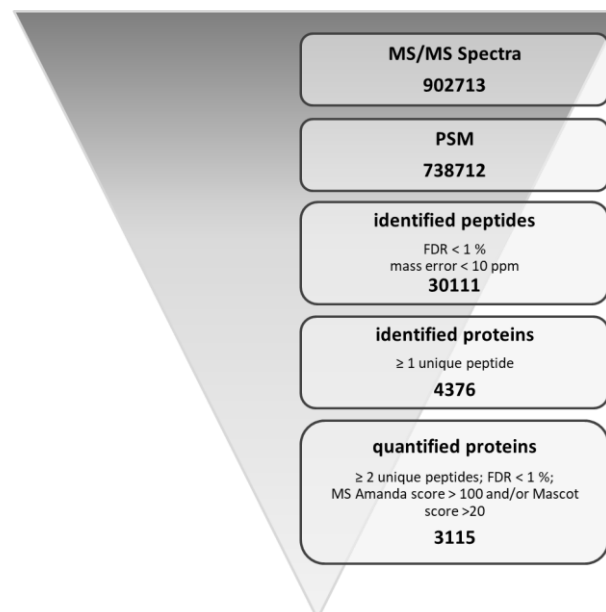 MS/MS Spectra
902713
PSM
738712
identified peptides
FDR < 1 %
mass error < 10 ppm
30111
identified proteins
≥ 1 unique peptide
4376
quantified proteins
≥ 2 unique peptides; FDR < 1 %;
MS Amanda score > 100 and/or Mascot
score >20
3115